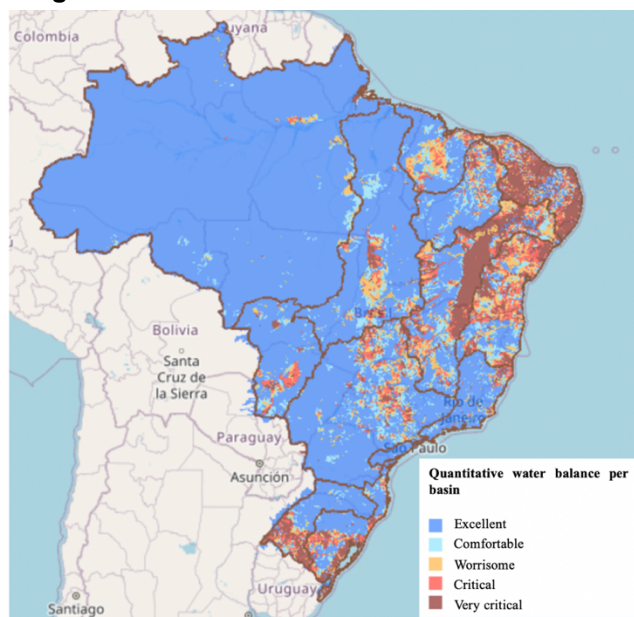 Colombia
Guyana
Brasil
Bolivia
Santa
Cruz de
la Sierra
Rio de
Janeiro
São Paulo
Paraguay
Asunción
Quantitative water balance per
basin
Excellent
Comfortable
Worrisome
Critical
Very critical
Uruguay
Santiago